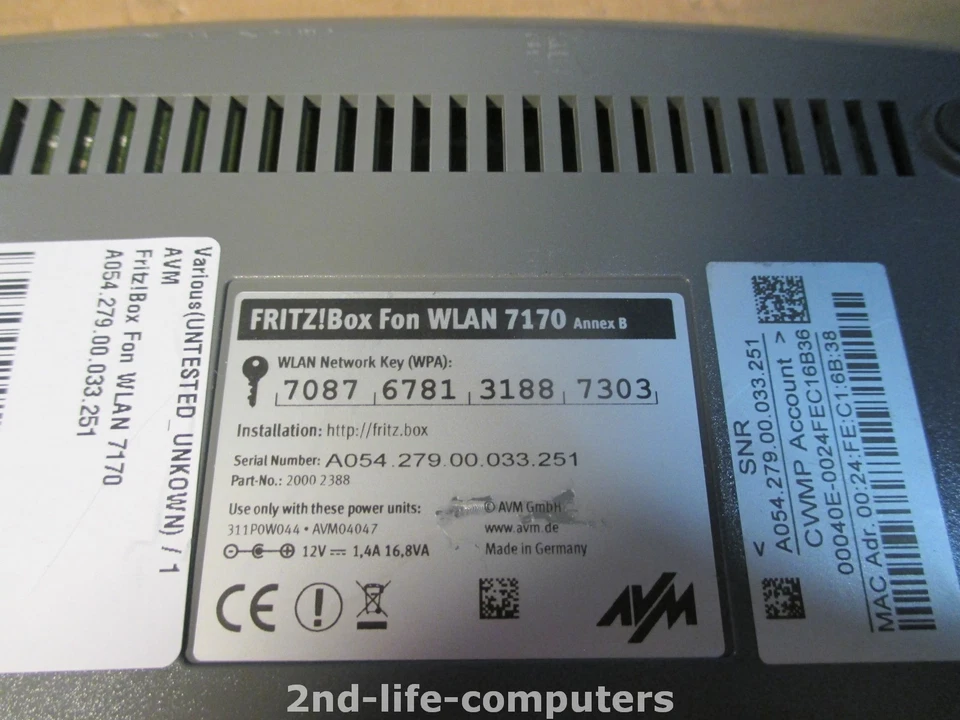 Various(UNTESTED_UNKOWN) / 1
AVM
Fritz!Box Fon WLAN 7170
A054.279.00.033.251
FRITZ!Box Fon WLAN 7170 Annex B
WLAN Network Key (WPA):
7087 6781 3188 7303
Installation: http://fritz.box
Serial Number: A054.279.00.033.251
Part-No.: 2000 2388
Use only with these power units:
311P0W044 • AVM04047
12V 1,4A 16,8VA
© AVM GmbH
www.avm.de
Made in Germany
CE
AVM
< SNR
A054.279.00.033.251
CWMP Account >
00040E-0024FEC16B36
MAC Adr. 00:24:FE:C1:6B:38
2nd-life-computers